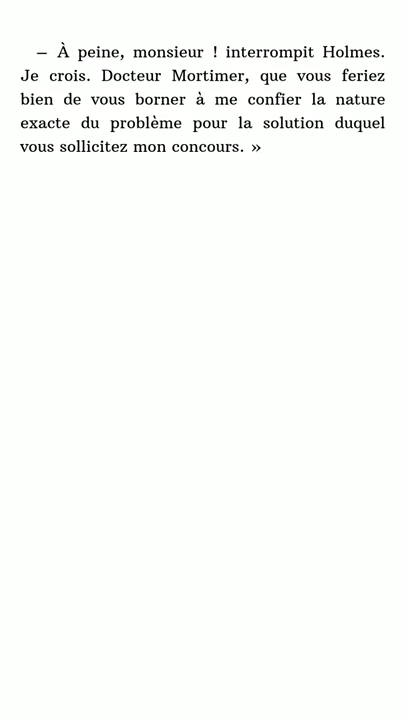 – À peine, monsieur ! interrompit Holmes.
Je crois. Docteur Mortimer, que vous feriez
bien de vous borner à me confier la nature
exacte du problème pour la solution duquel
vous sollicitez mon concours. »